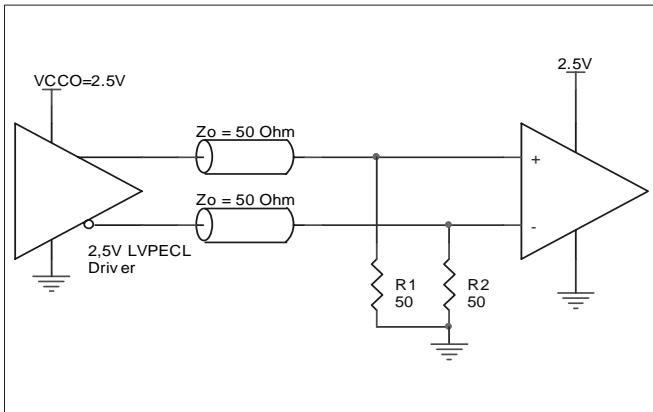 VCCO=2.5V
2.5V
Zo = 50 Ohm
+
Zo = 50 Ohm
-
2,5V LVPECL
Driver
R1
50
R2
50